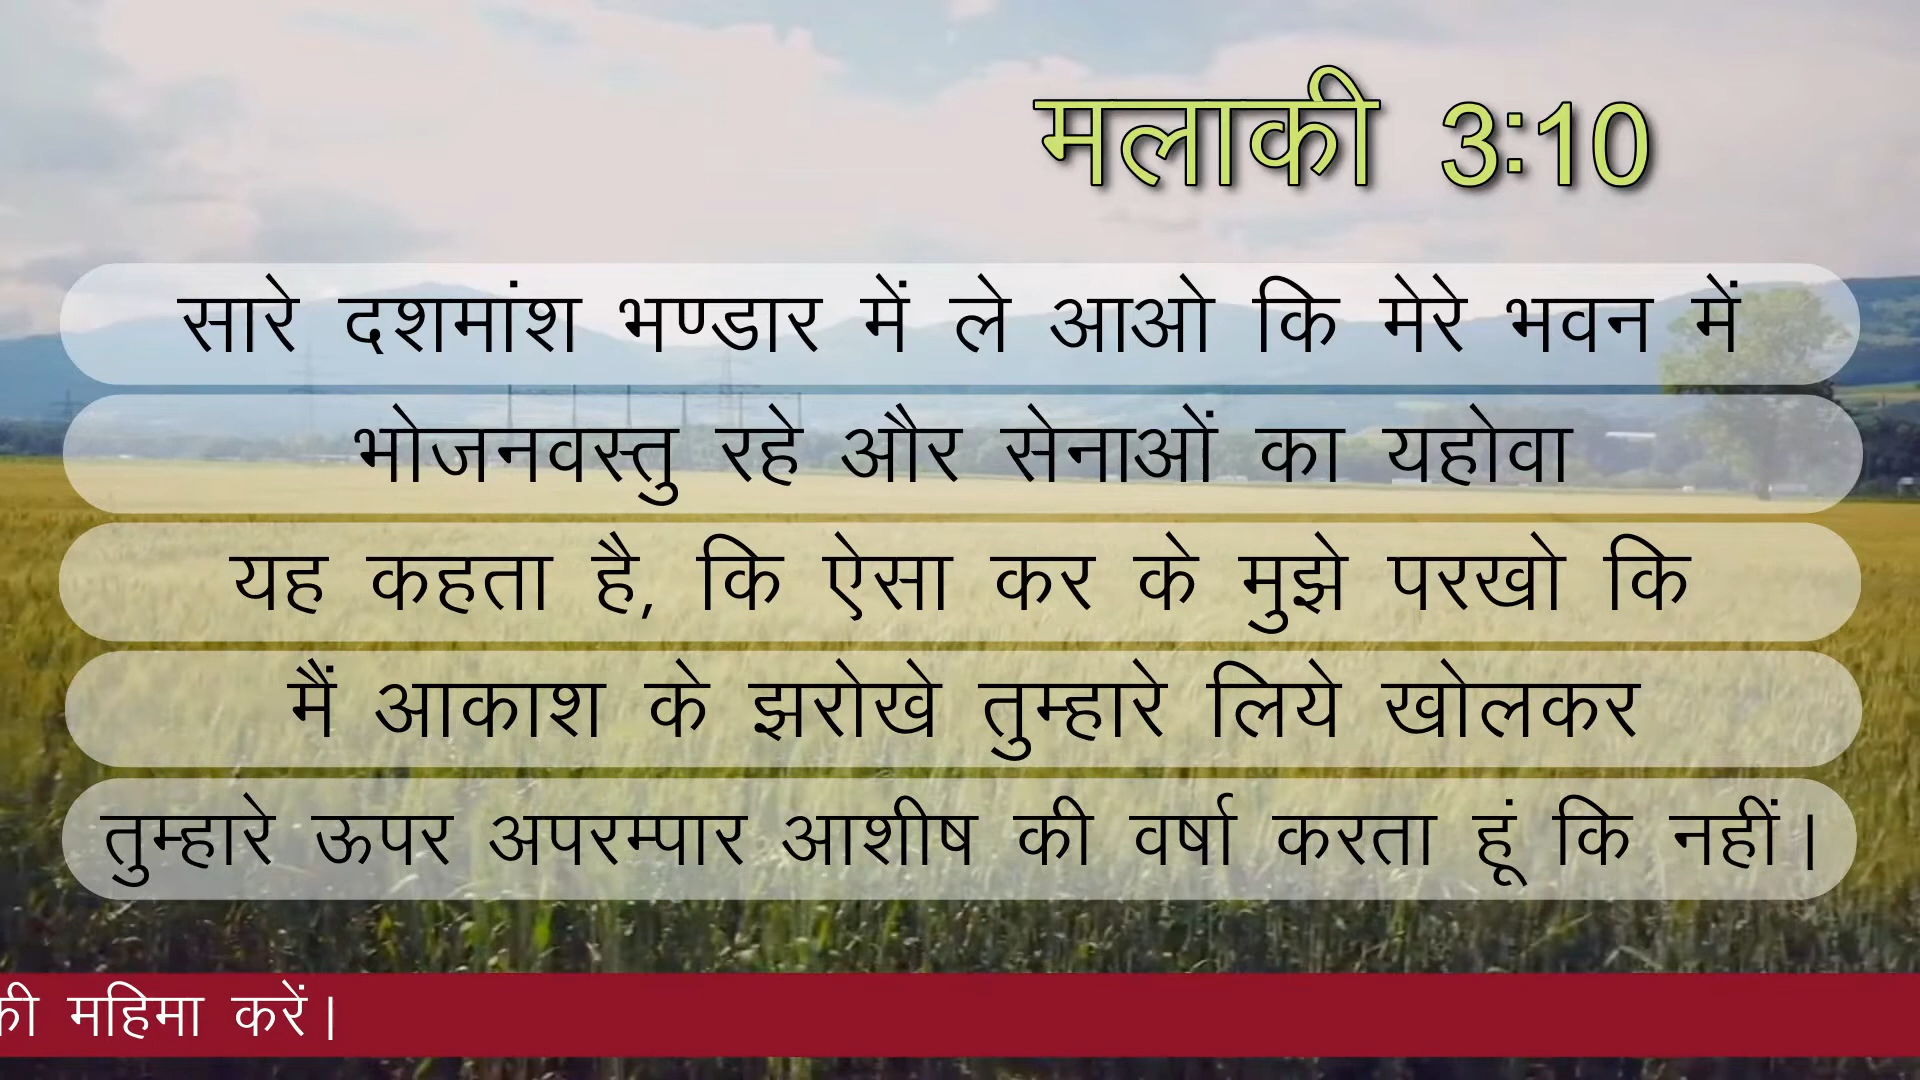 मलाकी 3:10
सारे दशमांश भण्डार में ले आओ कि मेरे भवन में
भोजनवस्तु रहे और सेनाओं का यहोवा
यह कहता है, कि ऐसा कर के मुझे परखो कि
मैं आकाश के झरोखे तुम्हारे लिये खोलकर
तुम्हारे ऊपर अपरम्पार आशीष की वर्षा करता हूं कि नहीं।
की महिमा करें।